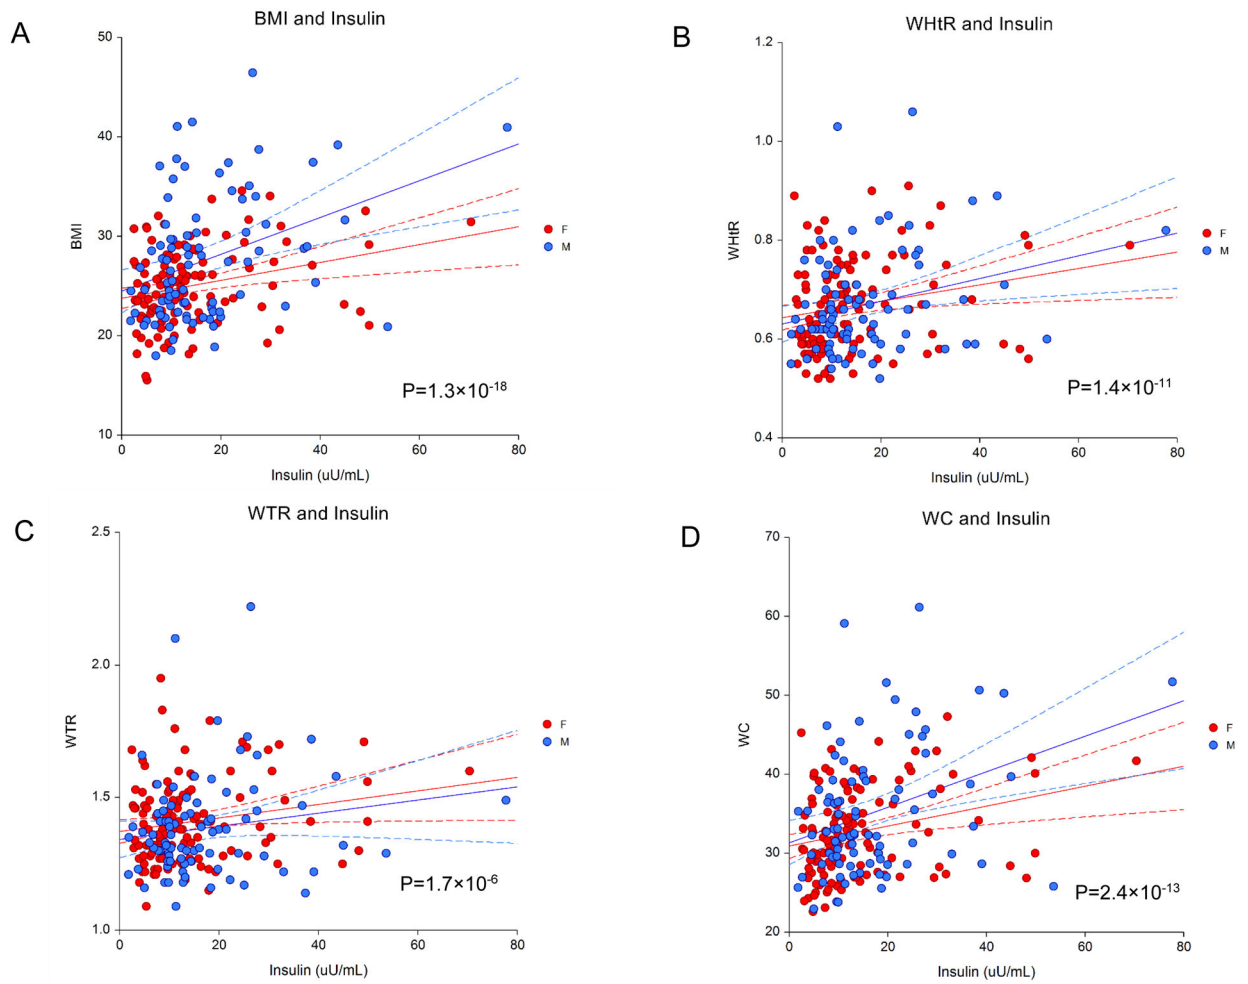 A
BMI and Insulin
50
40
30
20
10
BMI
0
20
40
60
80
Insulin (uU/mL)
F
M
P=1.3×10-18
B
WHtR and Insulin
1.2
1.0
0.8
0.6
0.4
WHtR
0
20
40
60
80
Insulin (uU/mL)
F
M
P=1.4×10-11
C
WTR and Insulin
2.5
2.0
1.5
1.0
WTR
0
20
40
60
80
Insulin (uU/mL)
F
M
P=1.7×10-6
D
WC and Insulin
70
60
50
40
30
20
WC
0
20
40
60
80
Insulin (uU/mL)
F
M
P=2.4×10-13